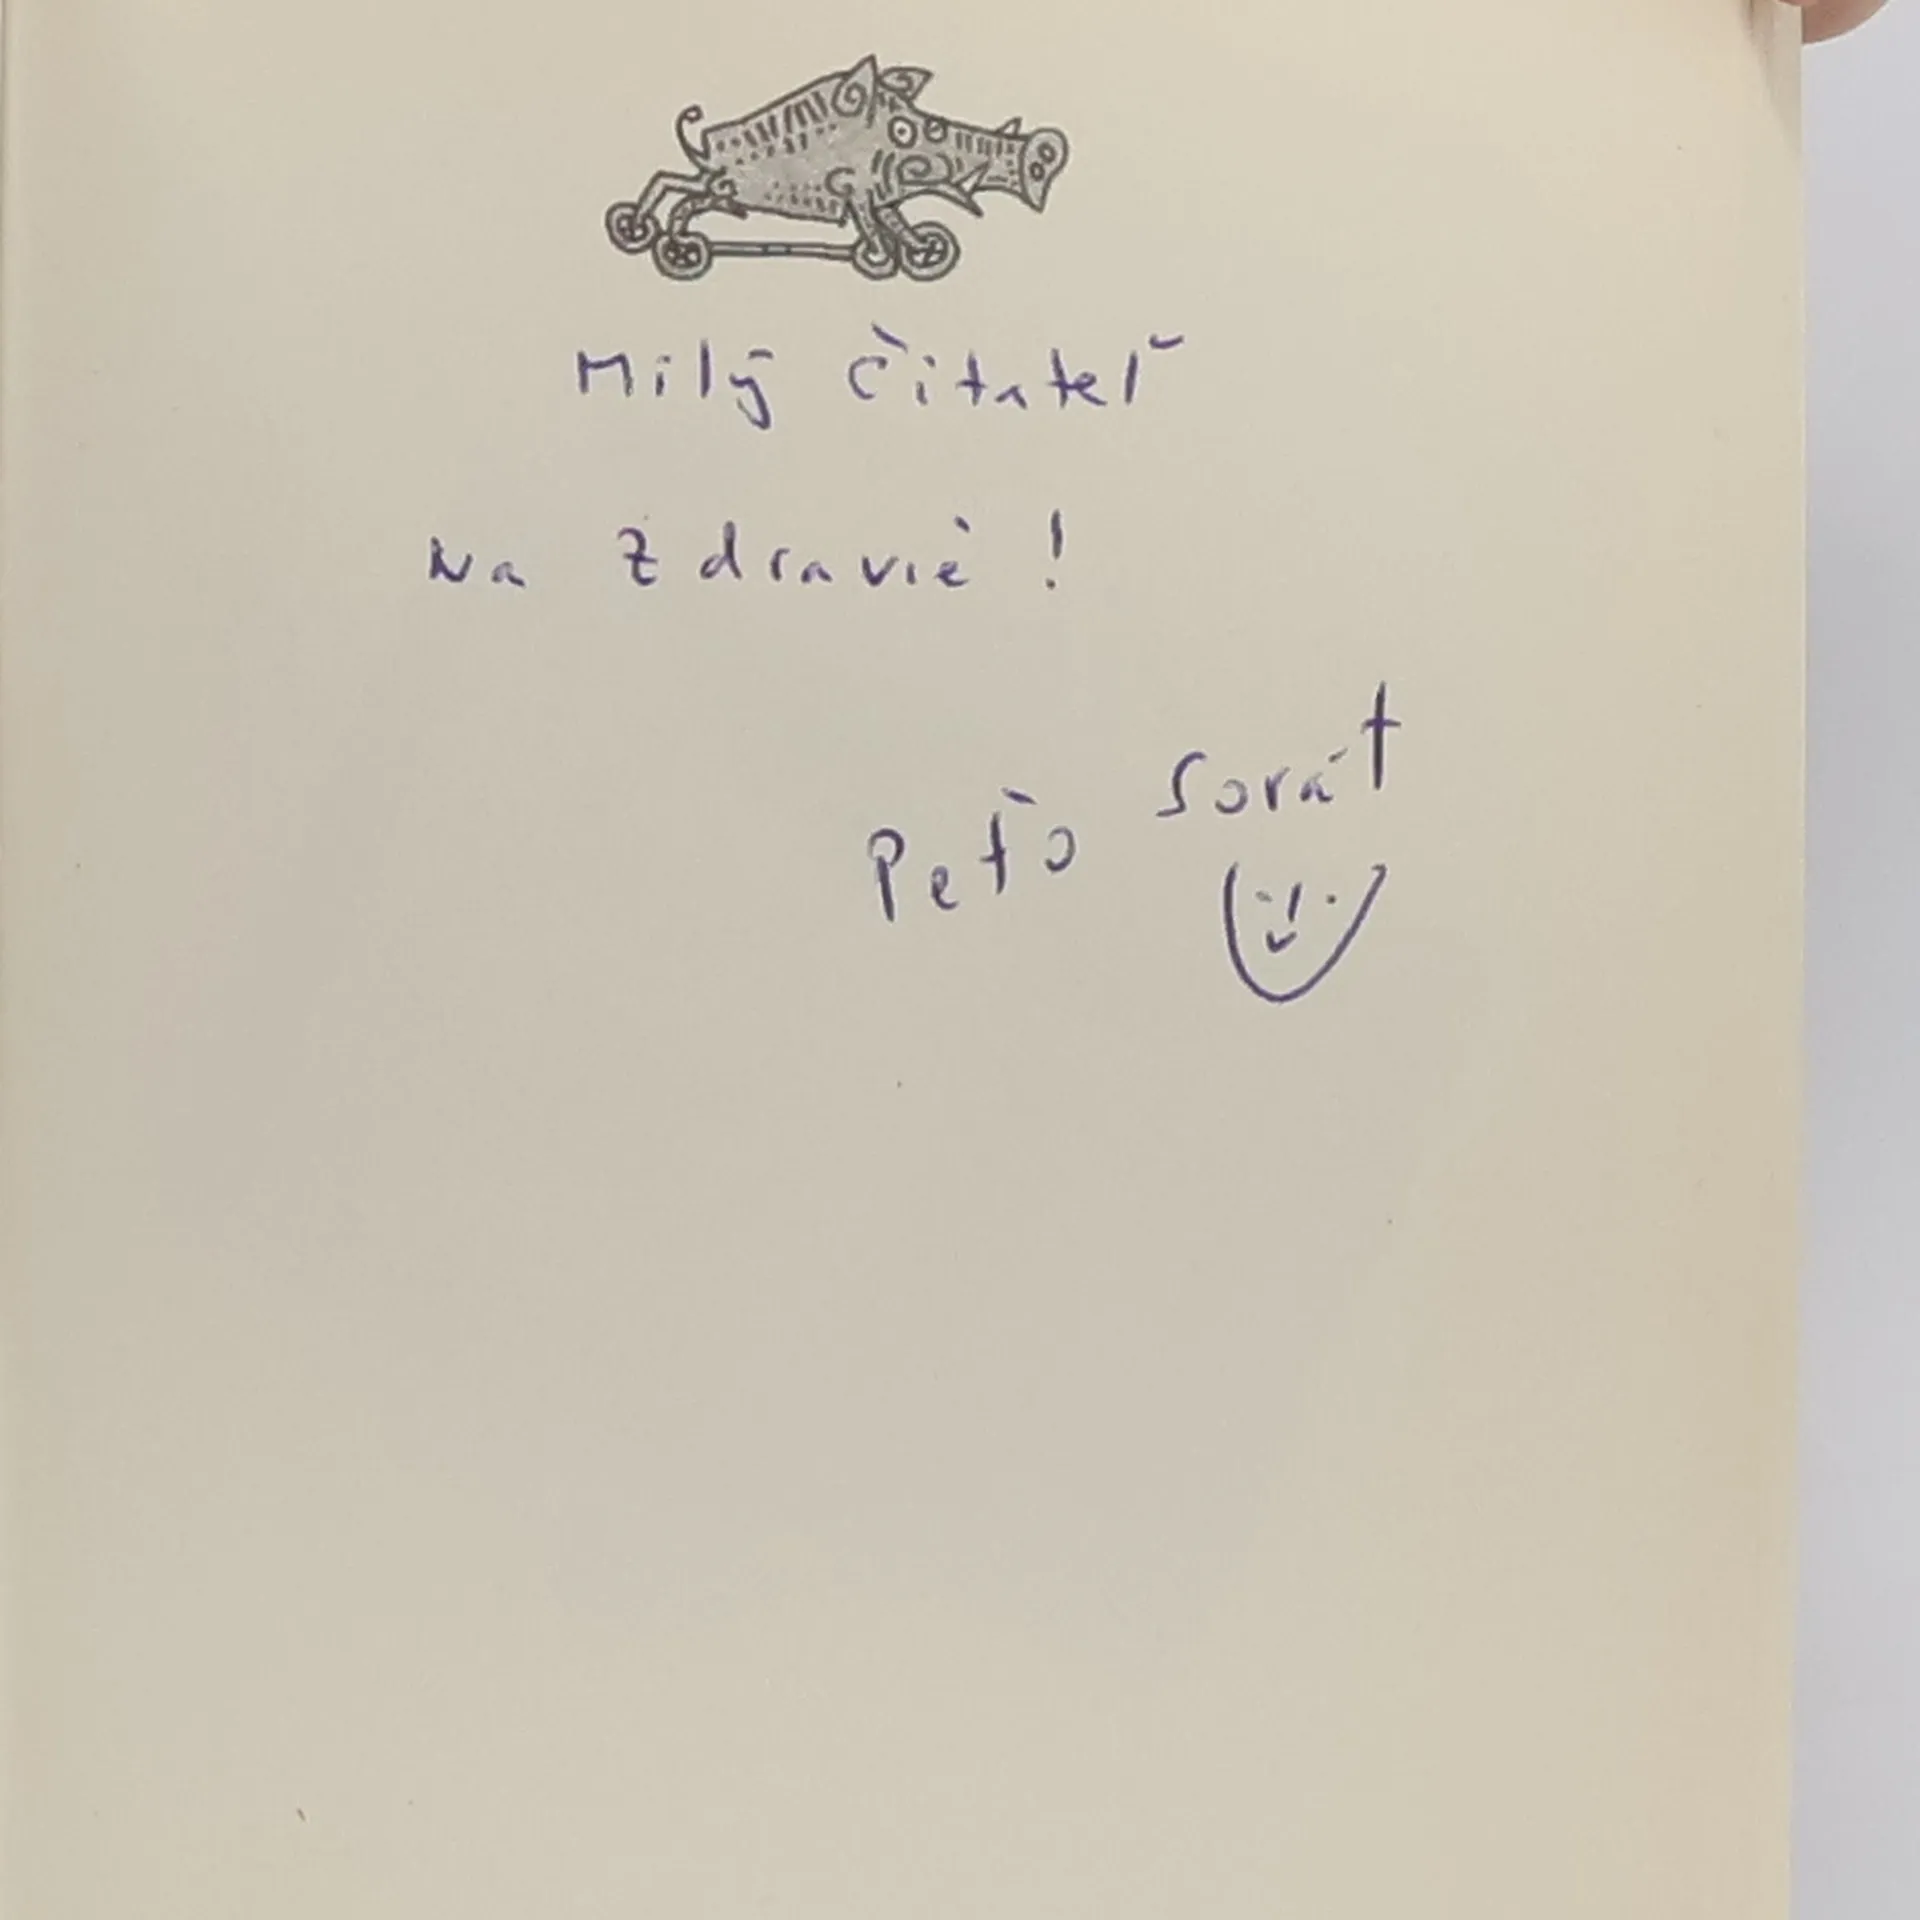 Milý čitateľ
Na zdravie!
Peťo Sorát